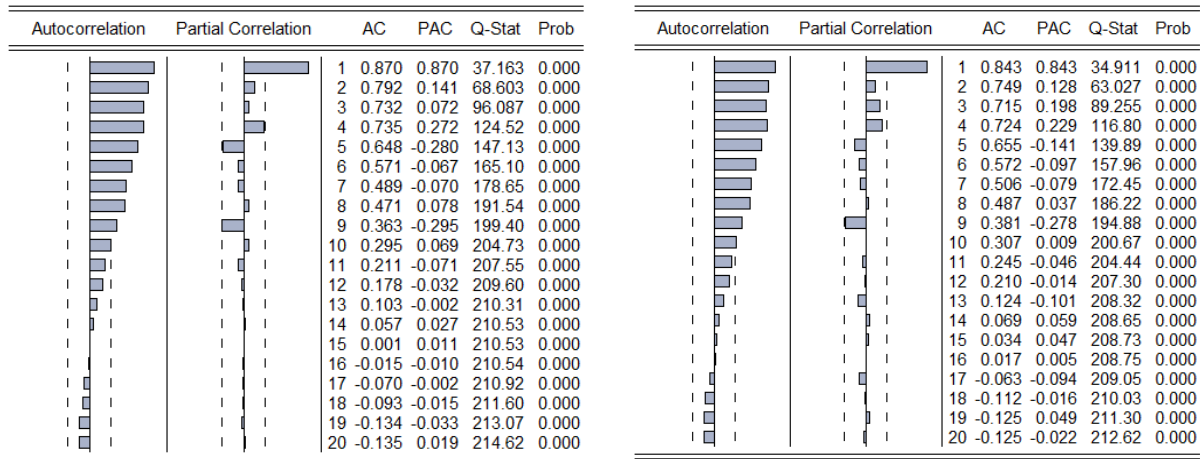 Autocorrelation Partial Correlation AC PAC Q-Stat Prob
1 0.870 0.870 37.163 0.000
2 0.792 0.141 68.603 0.000
3 0.732 0.072 96.087 0.000
4 0.735 0.272 124.52 0.000
5 0.648 -0.280 147.13 0.000
6 0.571 -0.067 165.10 0.000
7 0.489 -0.070 178.65 0.000
8 0.471 0.078 191.54 0.000
9 0.363 -0.295 199.40 0.000
10 0.295 0.069 204.73 0.000
11 0.211 -0.071 207.55 0.000
12 0.178 -0.032 209.60 0.000
13 0.103 -0.002 210.31 0.000
14 0.057 0.027 210.53 0.000
15 0.001 0.011 210.53 0.000
16 -0.015 -0.010 210.54 0.000
17 -0.070 -0.002 210.92 0.000
18 -0.093 -0.015 211.60 0.000
19 -0.134 -0.033 213.07 0.000
20 -0.135 0.019 214.62 0.000
Autocorrelation Partial Correlation AC PAC Q-Stat Prob
1 0.843 0.843 34.911 0.000
2 0.749 0.128 63.027 0.000
3 0.715 0.198 89.255 0.000
4 0.724 0.229 116.80 0.000
5 0.655 -0.141 139.89 0.000
6 0.572 -0.097 157.96 0.000
7 0.506 -0.079 172.45 0.000
8 0.487 0.037 186.22 0.000
9 0.381 -0.278 194.88 0.000
10 0.307 0.009 200.67 0.000
11 0.245 -0.046 204.44 0.000
12 0.210 -0.014 207.30 0.000
13 0.124 -0.101 208.32 0.000
14 0.069 0.059 208.65 0.000
15 0.034 0.047 208.73 0.000
16 0.017 0.005 208.75 0.000
17 -0.063 -0.094 209.05 0.000
18 -0.112 -0.016 210.03 0.000
19 -0.125 0.049 211.30 0.000
20 -0.125 -0.022 212.62 0.000